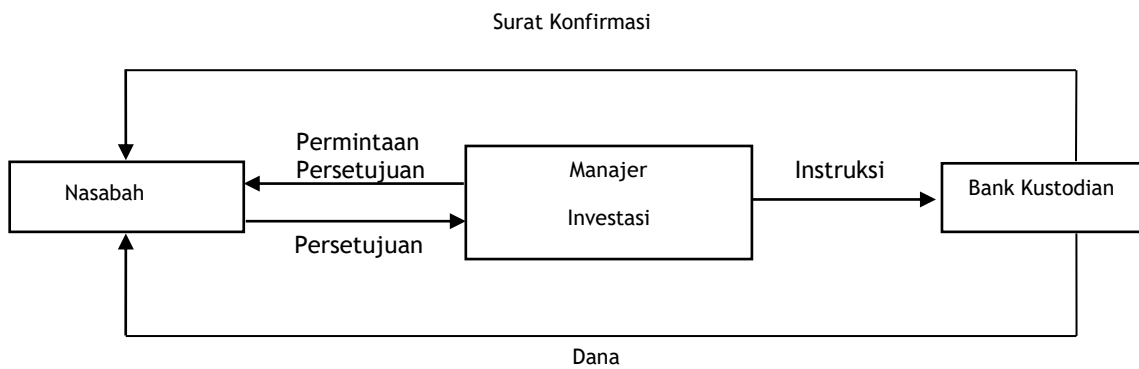 Surat Konfirmasi
Permintaan
Persetujuan
Manajer
Investasi
Instruksi
Bank Kustodian
Nasabah
Persetujuan
Dana